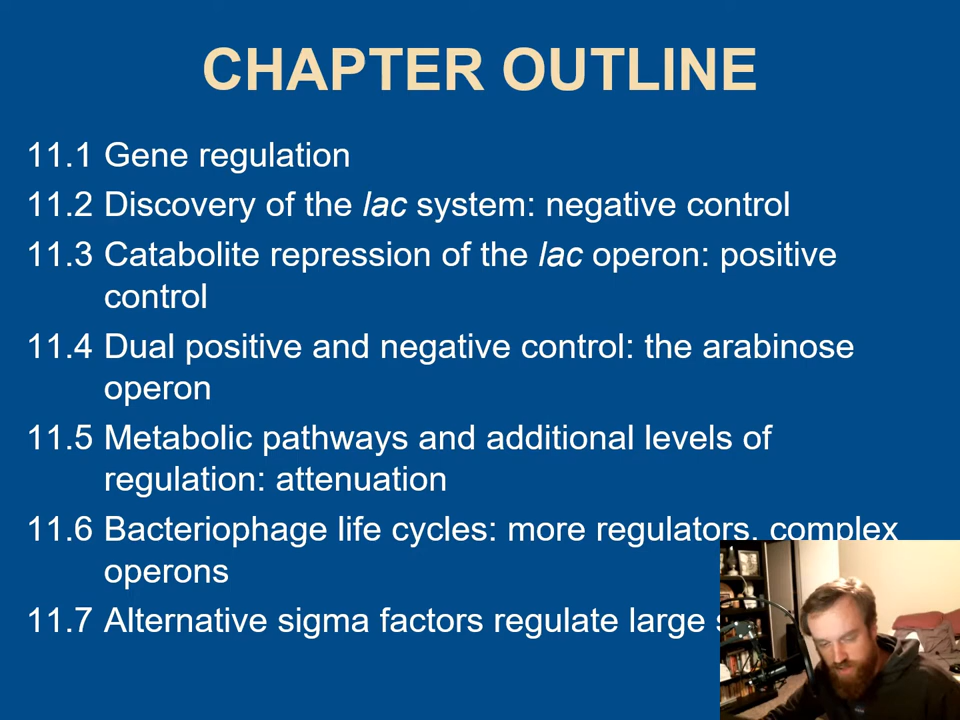 CHAPTER OUTLINE
11.1 Gene regulation
11.2 Discovery of the lac system: negative control
11.3 Catabolite repression of the lac operon: positive
control
11.4 Dual positive and negative control: the arabinose
operon
11.5 Metabolic pathways and additional levels of
regulation: attenuation
11.6 Bacteriophage life cycles: more regulators, complex
operons
11.7 Alternative sigma factors regulate large